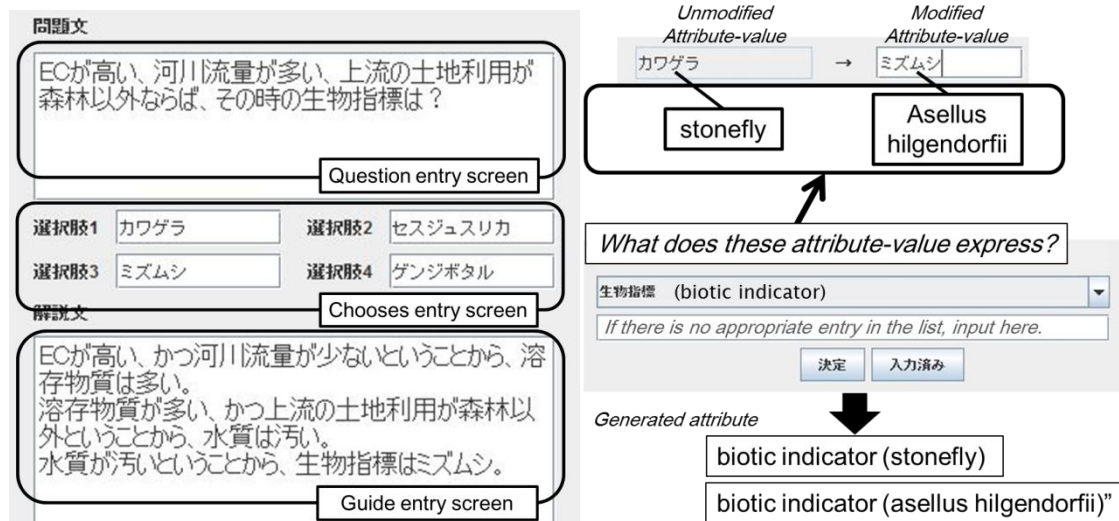 問題文
ECが高い、河川流量が多い、上流の土地利用が
森林以外ならば、その時の生物指標は？
Question entry screen
選択肢1 カワゲラ 選択肢2 セスジュスリカ
選択肢3 ミズムシ 選択肢4 ゲンジボタル
Chooses entry screen
解説文
ECが高い、かつ河川流量が少ないということから、溶
存物質は多い。
溶存物質が多い、かつ上流の土地利用が森林以
外ということから、水質は汚い。
水質が汚いということから、生物指標はミズムシ。
Guide entry screen
Unmodified
Attribute-value
Modified
Attribute-value
カワゲラ → ミズムシ
stonefly
Asellus
hilgendorfii
What does these attribute-value express?
生物指標 (biotic indicator)
If there is no appropriate entry in the list, input here.
決定 入力済み
Generated attribute
biotic indicator (stonefly)
biotic indicator (asellus hilgendorfii)”